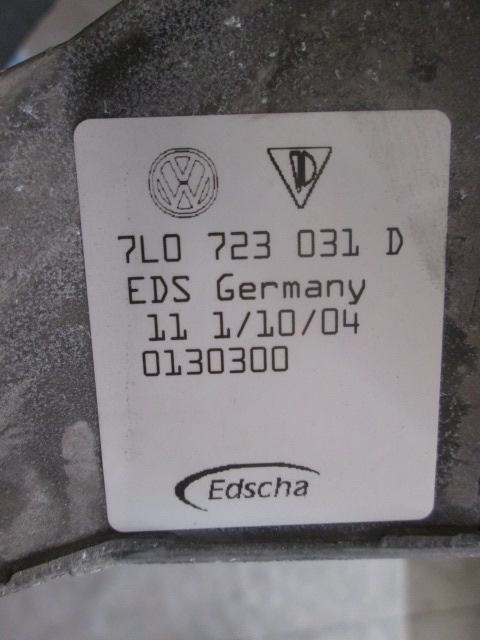 7L0 723 031 D
EDS Germany
11 1/10/04
0130300
Edscha